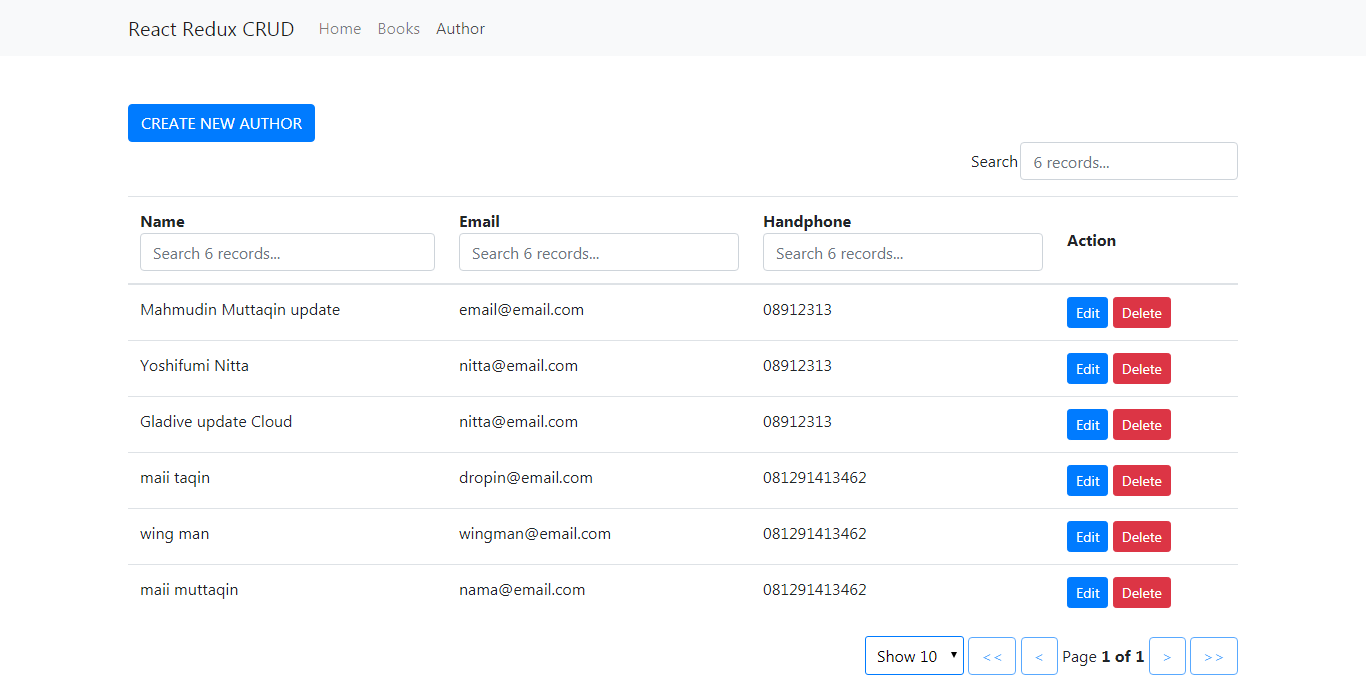 React Redux CRUD Home Books Author
CREATE NEW AUTHOR
Search 6 records...
Name Email Handphone Action
Search 6 records... Search 6 records... Search 6 records...
Mahmudin Muttaqin update email@email.com 08912313 Edit Delete
Yoshifumi Nitta nitta@email.com 08912313 Edit Delete
Gladive update Cloud nitta@email.com 08912313 Edit Delete
maii taqin dropin@email.com 081291413462 Edit Delete
wing man wingman@email.com 081291413462 Edit Delete
maii muttaqin nama@email.com 081291413462 Edit Delete
Show 10 << < Page 1 of 1 > >>